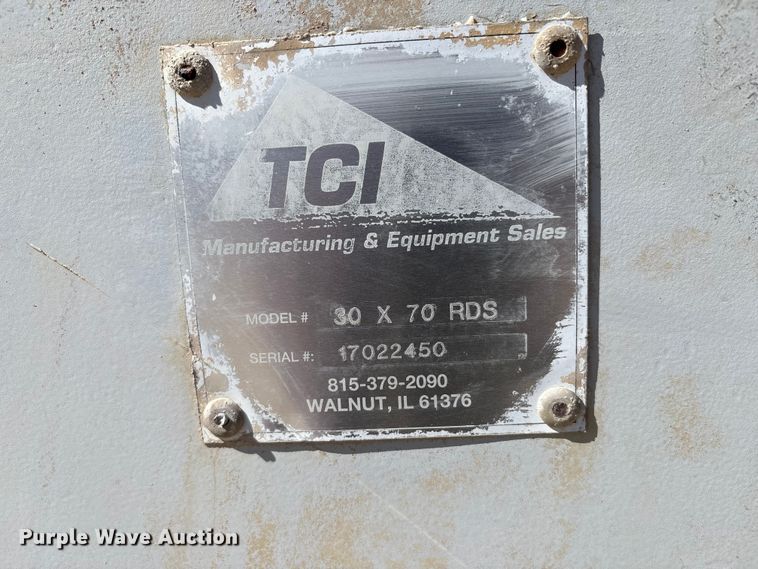 TCI
Manufacturing & Equipment Sales
MODEL # 30 X 70 RDS
SERIAL #: 17022450
815-379-2090
WALNUT, IL 61376
Purple Wave Auction